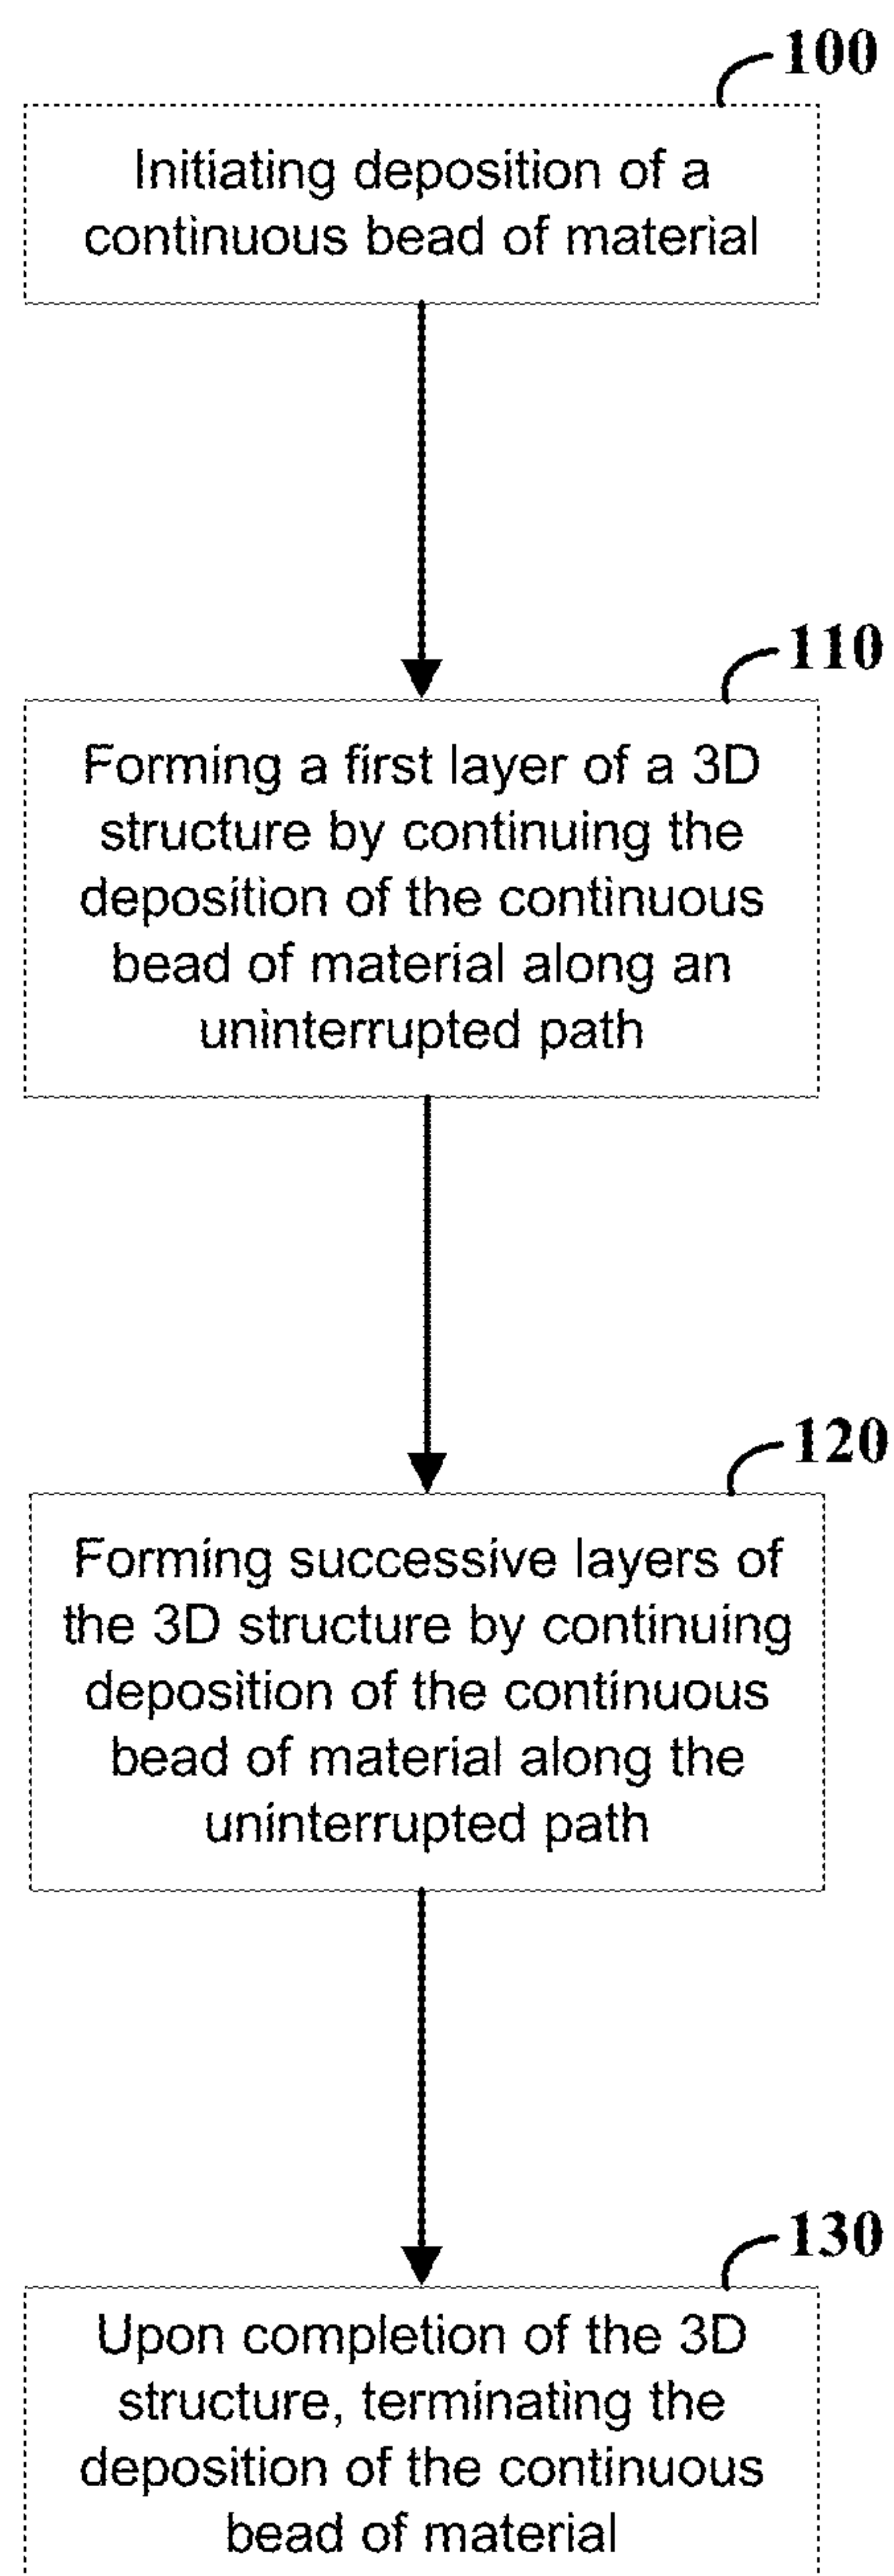 100
Initiating deposition of a
continuous bead of material
110
Forming a first layer of a 3D
structure by continuing the
deposition of the continuous
bead of material along an
uninterrupted path
120
Forming successive layers of
the 3D structure by continuing
deposition of the continuous
bead of material along the
uninterrupted path
130
Upon completion of the 3D
structure, terminating the
deposition of the continuous
bead of material